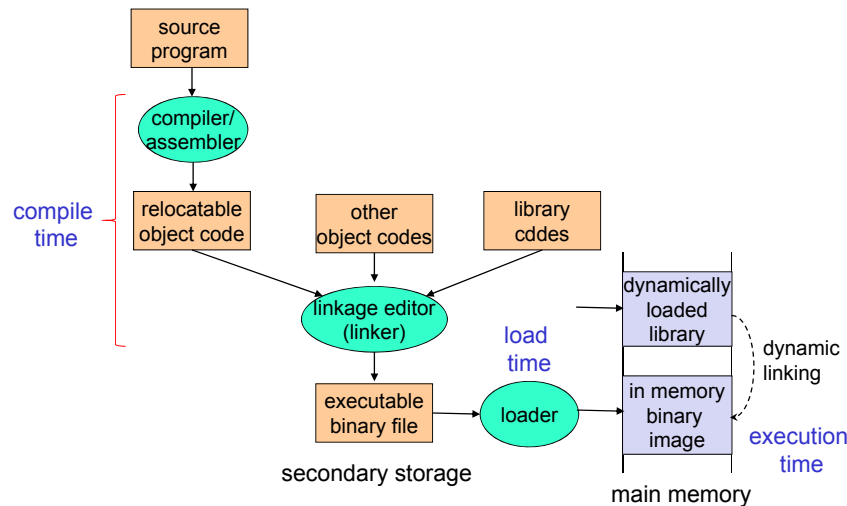 source
program
compiler/
assembler
compile
time
relocatable
object code
other
object codes
library
cddes
linkage editor
(linker)
dynamically
loaded
library
load
time
dynamic
linking
executable
binary file
loader
in memory
binary
image
execution
time
secondary storage
main memory